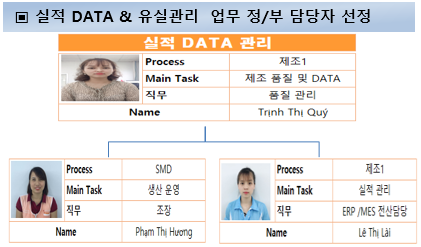 ▣ 실적 DATA & 유실관리 업무 정/부 담당자 선정
실적 DATA 관리
Process 제조1
Main Task 제조 품질 및 DATA
직무 품질 관리
Name Trịnh Thị Quý
Process SMD
Main Task 생산 운영
직무 조장
Name Phạm Thị Hương
Process 제조1
Main Task 실적 관리
직무 ERP /MES 전산담당
Name Lê Thị Lài